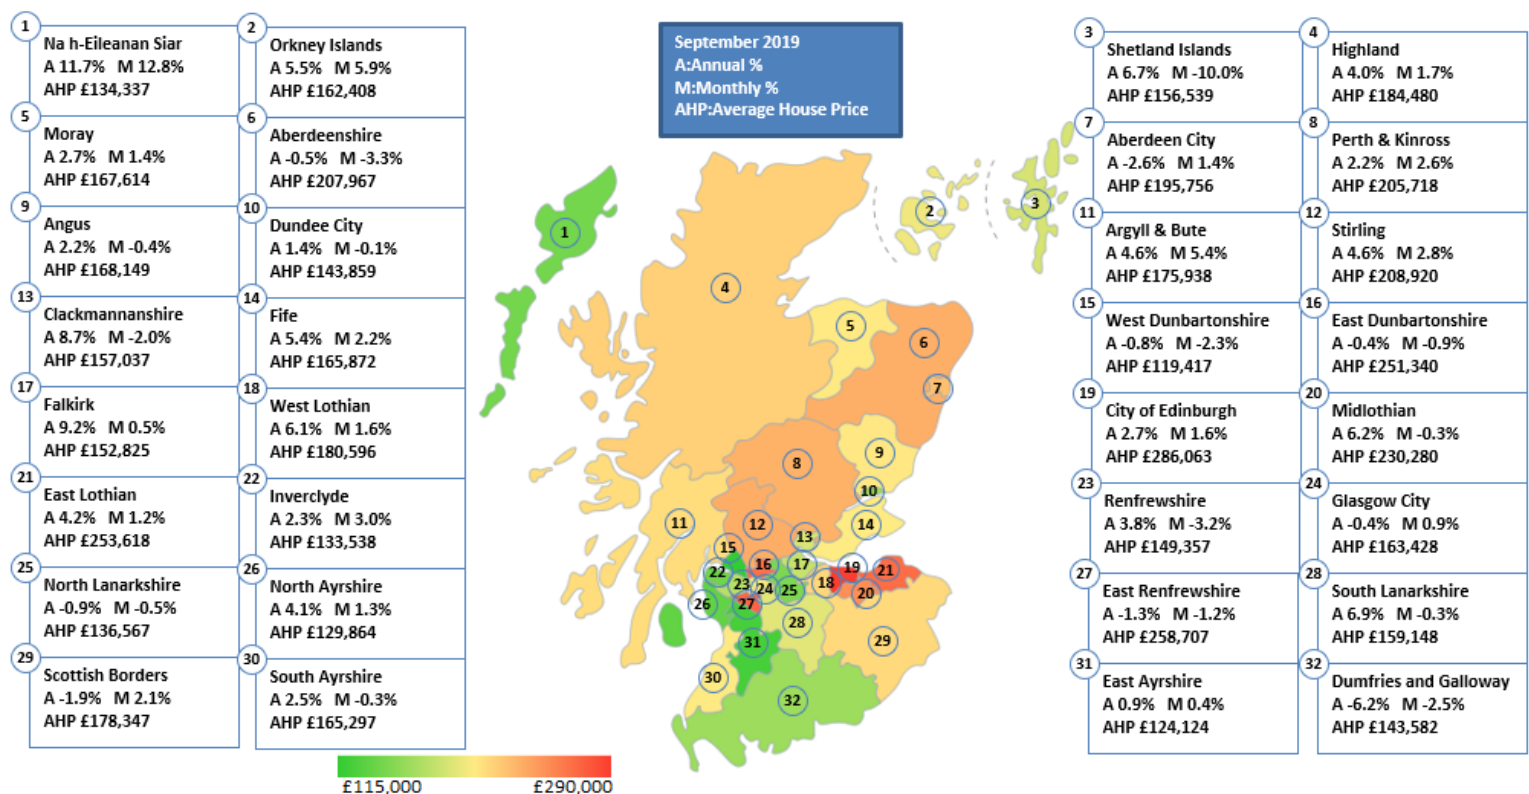 1
Na h-Eileanan Siar
A 11.7% M 12.8%
AHP £134,337
2
Orkney Islands
A 5.5% M 5.9%
AHP £162,408
5
Moray
A 2.7% M 1.4%
AHP £167,614
6
Aberdeenshire
A -0.5% M -3.3%
AHP £207,967
9
Angus
A 2.2% M -0.4%
AHP £168,149
10
Dundee City
A 1.4% M -0.1%
AHP £143,859
13
Clackmannanshire
A 8.7% M -2.0%
AHP £157,037
14
Fife
A 5.4% M 2.2%
AHP £165,872
17
Falkirk
A 9.2% M 0.5%
AHP £152,825
18
West Lothian
A 6.1% M 1.6%
AHP £180,596
21
East Lothian
A 4.2% M 1.2%
AHP £253,618
22
Inverclyde
A 2.3% M 3.0%
AHP £133,538
25
North Lanarkshire
A -0.9% M -0.5%
AHP £136,567
26
North Ayrshire
A 4.1% M 1.3%
AHP £129,864
29
Scottish Borders
A -1.9% M 2.1%
AHP £178,347
30
South Ayrshire
A 2.5% M -0.3%
AHP £165,297
September 2019
A:Annual %
M:Monthly %
AHP:Average House Price
1
2
3
4
5
6
7
8
9
10
11
12
14
13
15
16
17
19
21
22
23
24
25
18
20
26
27
28
29
31
30
32
£115,000
£290,000
3
Shetland Islands
A 6.7% M -10.0%
AHP £156,539
4
Highland
A 4.0% M 1.7%
AHP £184,480
7
Aberdeen City
A -2.6% M 1.4%
AHP £195,756
8
Perth & Kinross
A 2.2% M 2.6%
AHP £205,718
11
Argyll & Bute
A 4.6% M 5.4%
AHP £175,938
12
Stirling
A 4.6% M 2.8%
AHP £208,920
15
West Dunbartonshire
A -0.8% M -2.3%
AHP £119,417
16
East Dunbartonshire
A -0.4% M -0.9%
AHP £251,340
19
City of Edinburgh
A 2.7% M 1.6%
AHP £286,063
20
Midlothian
A 6.2% M -0.3%
AHP £230,280
23
Renfrewshire
A 3.8% M -3.2%
AHP £149,357
24
Glasgow City
A -0.4% M 0.9%
AHP £163,428
27
East Renfrewshire
A -1.3% M -1.2%
AHP £258,707
28
South Lanarkshire
A 6.9% M -0.3%
AHP £159,148
31
East Ayrshire
A 0.9% M 0.4%
AHP £124,124
32
Dumfries and Galloway
A -6.2% M -2.5%
AHP £143,582